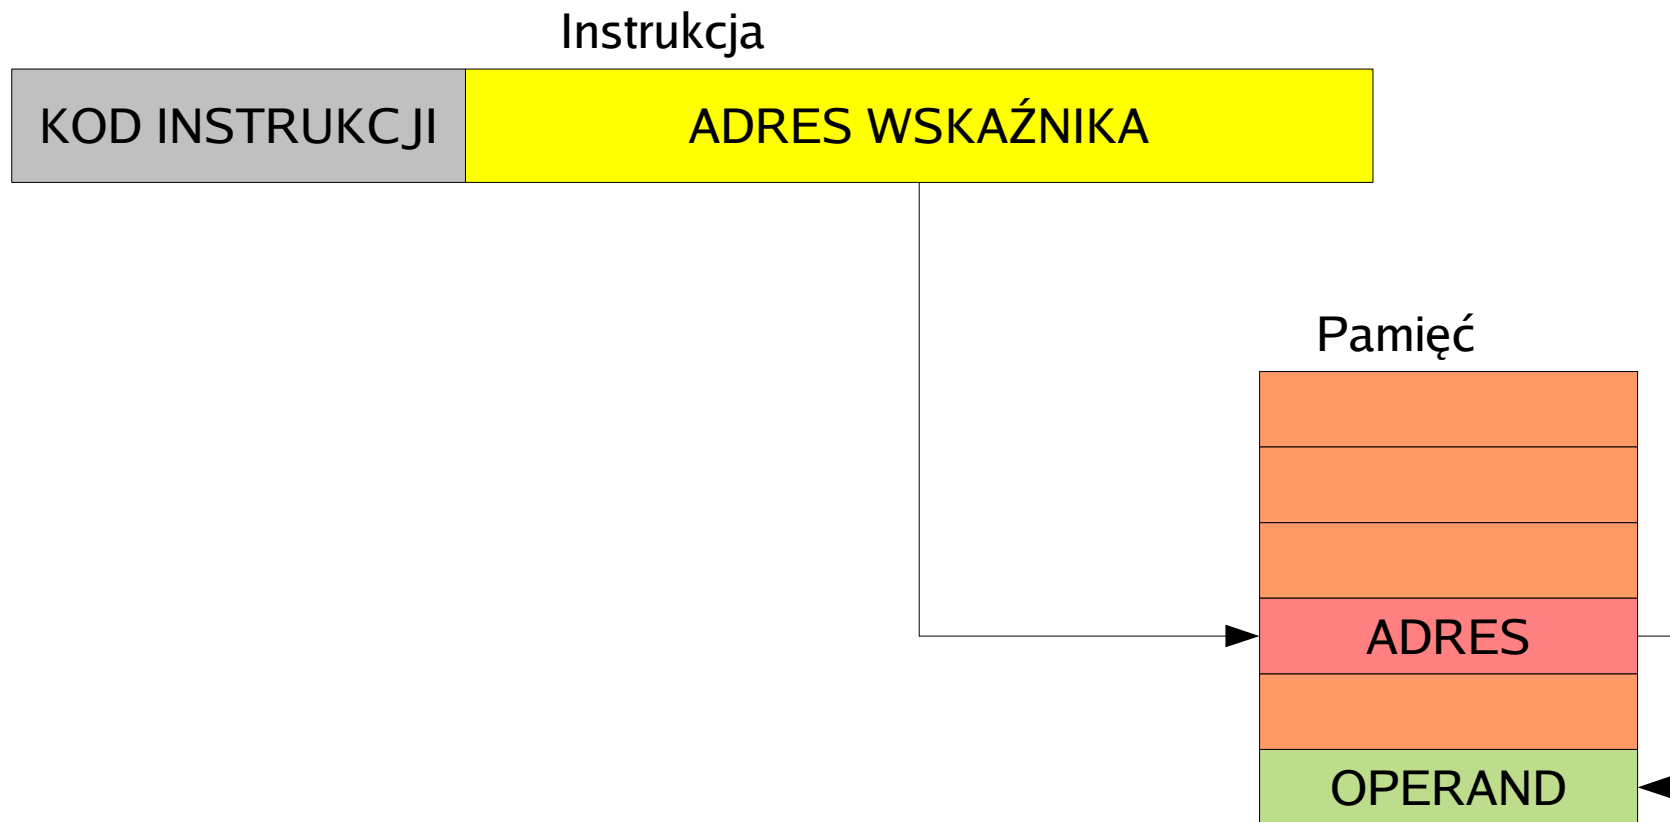 Instrukcja
KOD INSTRUKCJI
ADRES WSKAŹNIKA
Pamięć
ADRES
OPERAND